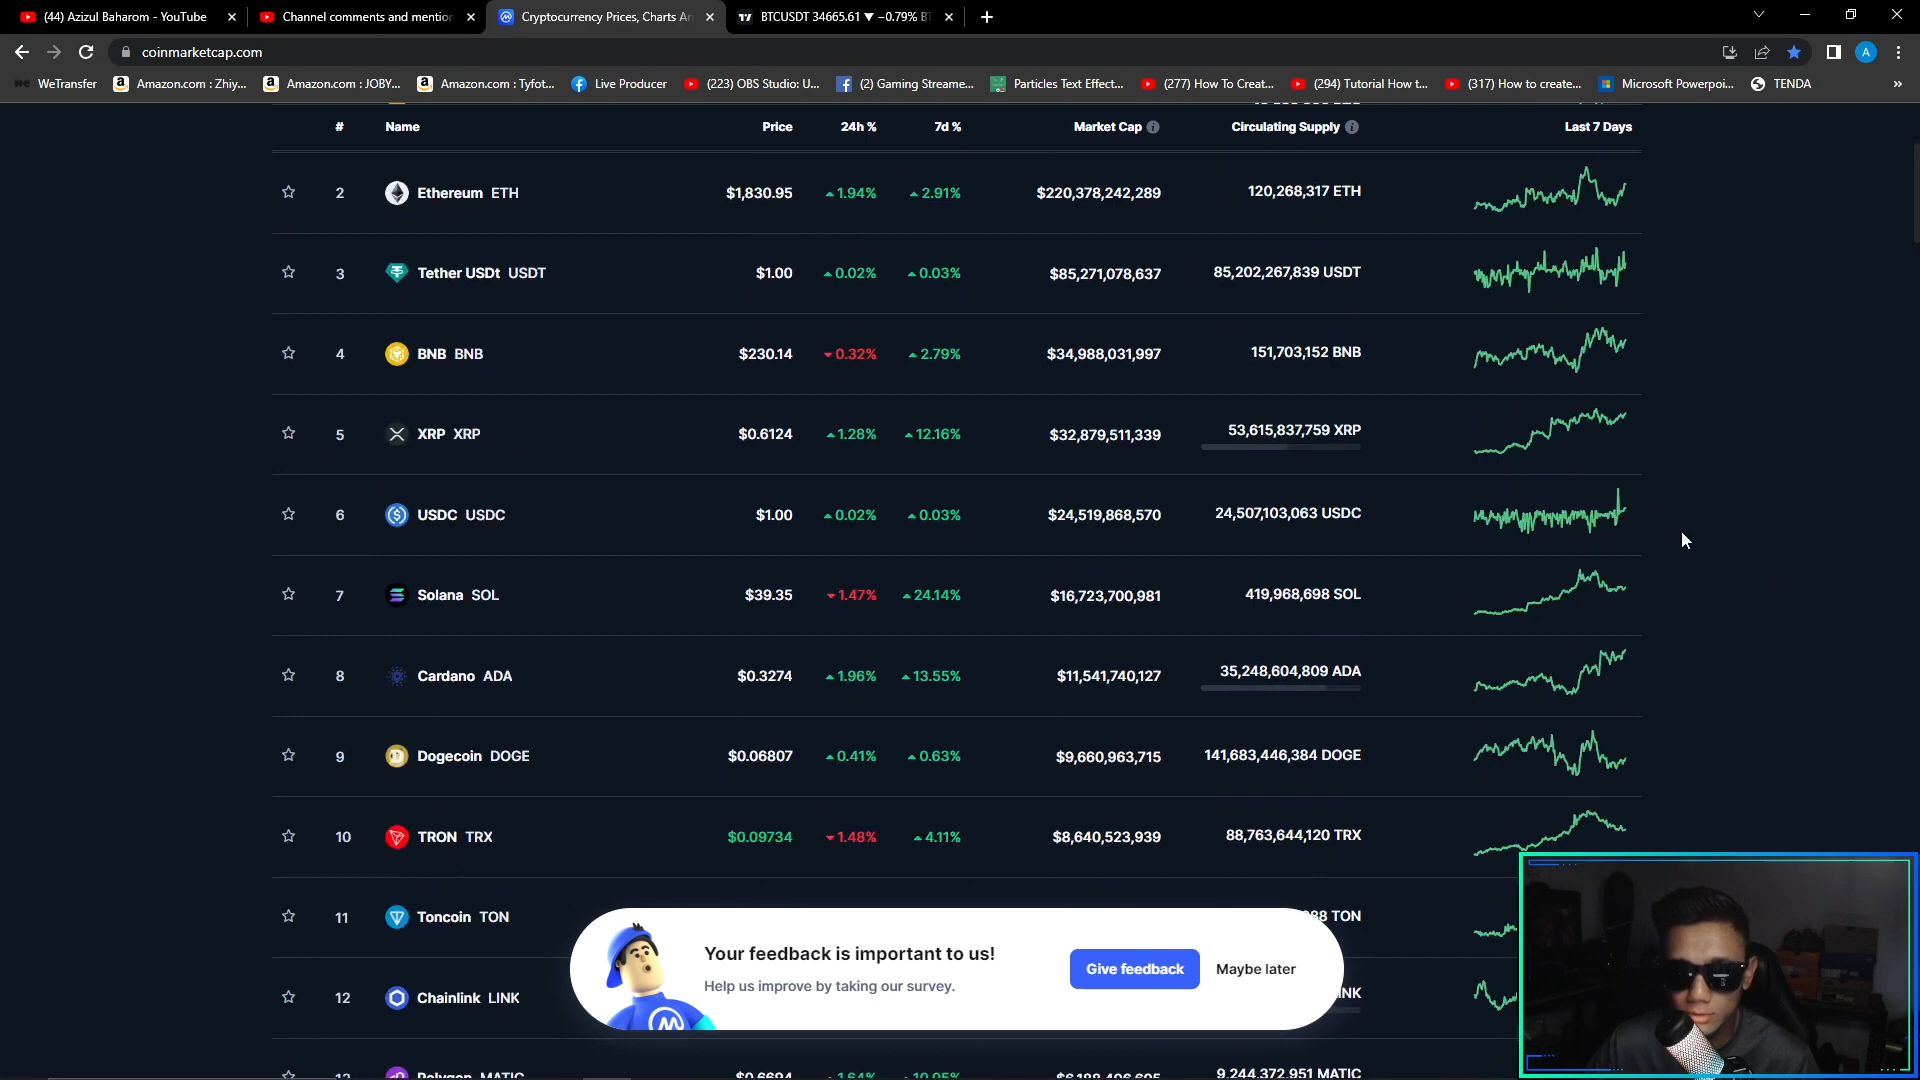 (44) Azizul Baharom - YouTube
Channel comments and mention
Cryptocurrency Prices, Charts An
BTCUSDT 34665.61 ▼ −0.79%
coinmarketcap.com
A
WeTransfer
Amazon.com : Zhiy...
Amazon.com : JOBY...
Amazon.com : Tyfot...
Live Producer
(223) OBS Studio: U...
(2) Gaming Streame...
Particles Text Effect...
(277) How To Creat...
(294) Tutorial How t...
(317) How to create...
Microsoft Powerpoi...
TENDA
# Name Price 24h % 7d % Market Cap Circulating Supply Last 7 Days
2 Ethereum ETH $1,830.95 1.94% 2.91% $220,378,242,289 120,268,317 ETH
3 Tether USDt USDT $1.00 0.02% 0.03% $85,271,078,637 85,202,267,839 USDT
4 BNB BNB $230.14 0.32% 2.79% $34,988,031,997 151,703,152 BNB
5 XRP XRP $0.6124 1.28% 12.16% $32,879,511,339 53,615,837,759 XRP
6 USDC USDC $1.00 0.02% 0.03% $24,519,868,570 24,507,103,063 USDC
7 Solana SOL $39.35 1.47% 24.14% $16,723,700,981 419,968,698 SOL
8 Cardano ADA $0.3274 1.96% 13.55% $11,541,740,127 35,248,604,809 ADA
9 Dogecoin DOGE $0.06807 0.41% 0.63% $9,660,963,715 141,683,446,384 DOGE
10 TRON TRX $0.09734 1.48% 4.11% $8,640,523,939 88,763,644,120 TRX
11 Toncoin TON TON
Your feedback is important to us!
Help us improve by taking our survey.
Give feedback
Maybe later
12 Chainlink LINK
Polygon MATIC $0.6694 1.64% 10.05% 9,244,372,951 MATIC